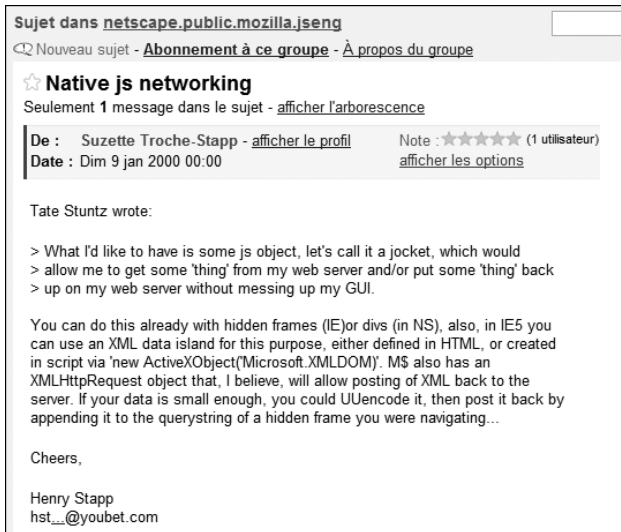 Sujet dans netscape.public.mozilla.jseng
Nouveau sujet - Abonnement à ce groupe - À propos du groupe
Native js networking
Seulement 1 message dans le sujet - afficher l'arborescence
De : Suzette Troche-Stapp - afficher le profil Note : (1 utilisateur)
Date : Dim 9 jan 2000 00:00 afficher les options
Tate Stuntz wrote:
> What I'd like to have is some js object, let's call it a jocket, which would
> allow me to get some 'thing' from my web server and/or put some 'thing' back
> up on my web server without messing up my GUI.
You can do this already with hidden frames (IE)or divs (in NS), also, in IE5 you
can use an XML data island for this purpose, either defined in HTML, or created
in script via 'new ActiveXObject('Microsoft.XMLDOM)'. M$ also has an
XMLHttpRequest object that, I believe, will allow posting of XML back to the
server. If your data is small enough, you could UUencode it, then post it back by
appending it to the querystring of a hidden frame you were navigating...
Cheers,
Henry Stapp
hst...@youbet.com